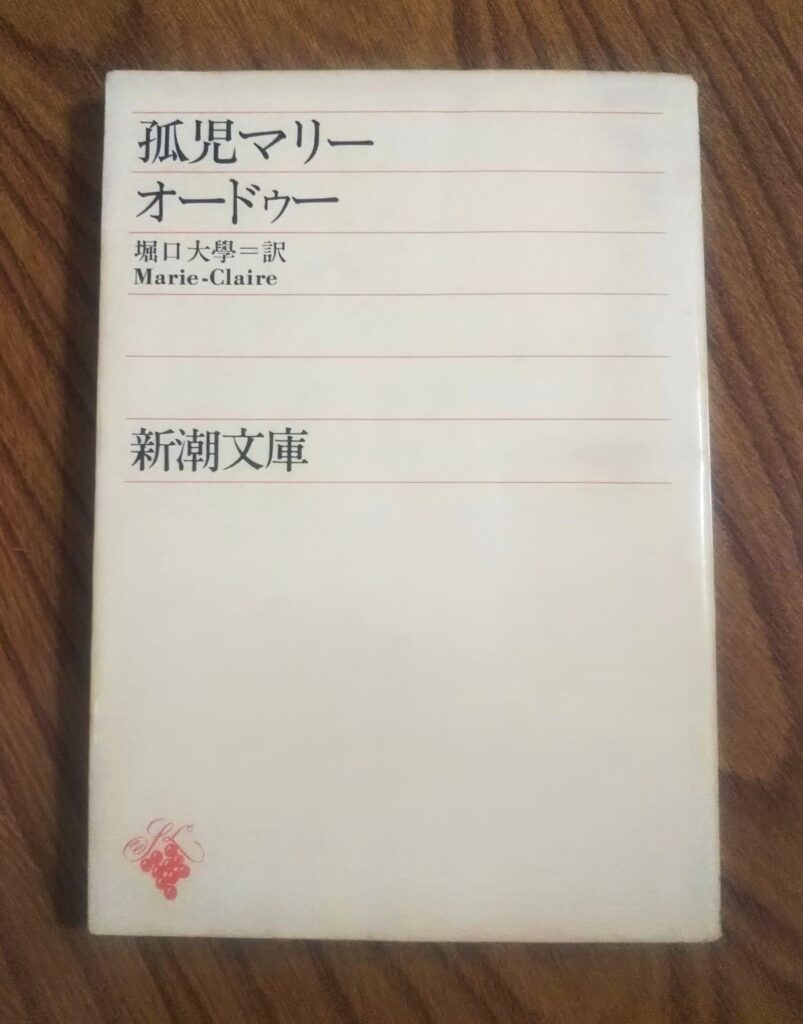 孤児マリー
オードゥー
堀口大學＝訳
Marie-Claire
新潮文庫
SL